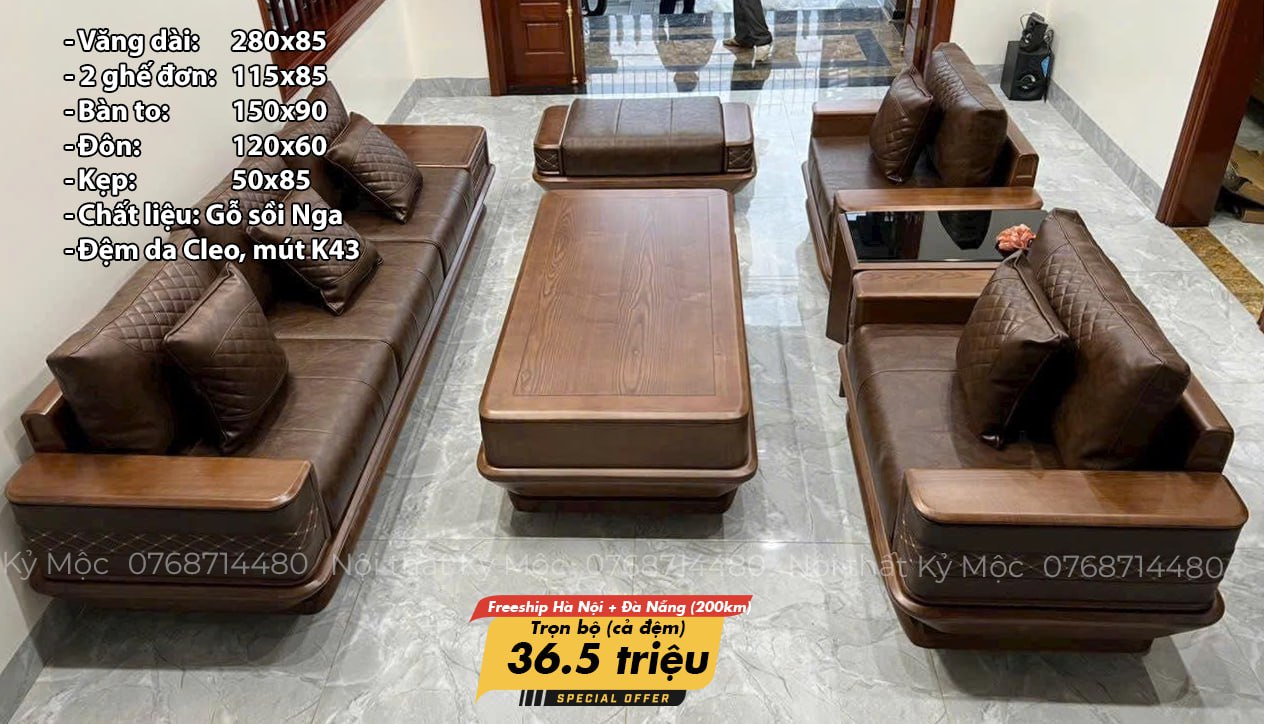 - Văng dài: 280x85
- 2 ghế đơn: 115x85
- Bàn to: 150x90
- Đôn: 120x60
- Kẹp: 50x85
- Chất liệu: Gỗ sồi Nga
- Đệm da Cleo, mút K43
Kỷ Mộc 0768714480 Nội thất Kỷ Mộc 0768714480 Nội thất Kỷ Mộc 0768714480
Freeship Hà Nội + Đà Nẵng (200km)
Trọn bộ (cả đệm)
36.5 triệu
SPECIAL OFFER